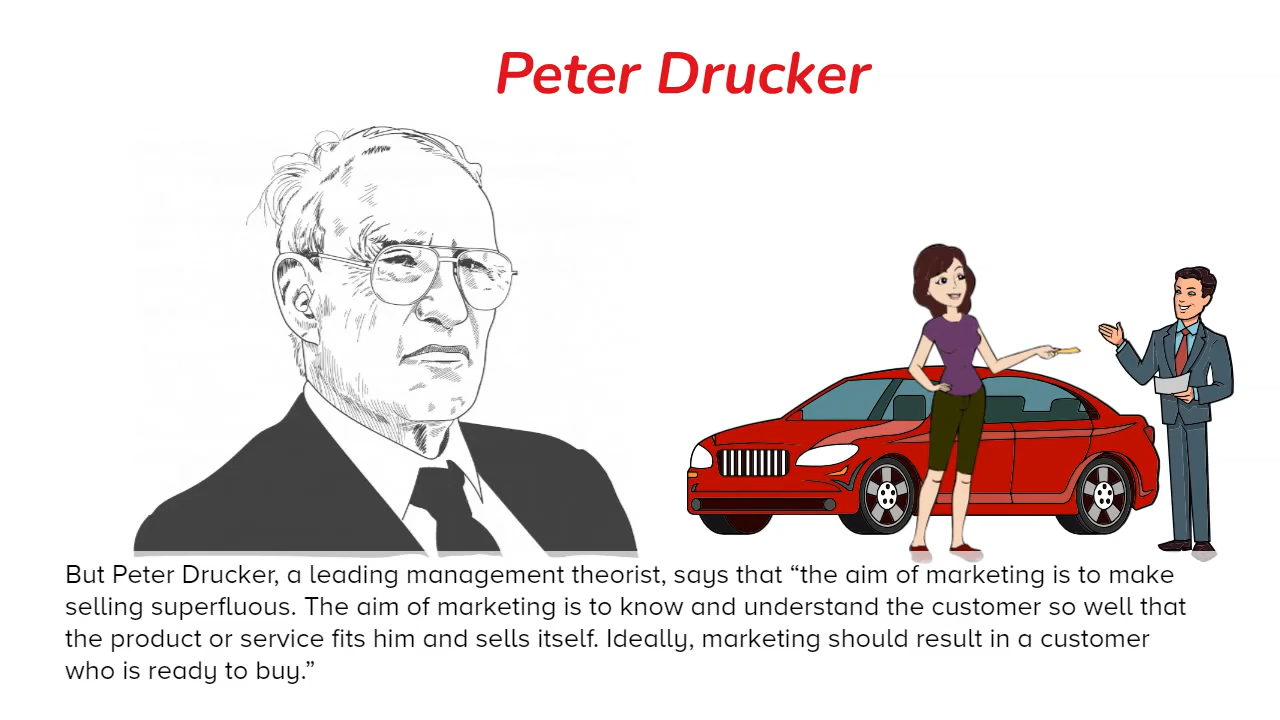 Peter Drucker
But Peter Drucker, a leading management theorist, says that “the aim of marketing is to make
selling superfluous. The aim of marketing is to know and understand the customer so well that
the product or service fits him and sells itself. Ideally, marketing should result in a customer
who is ready to buy.”